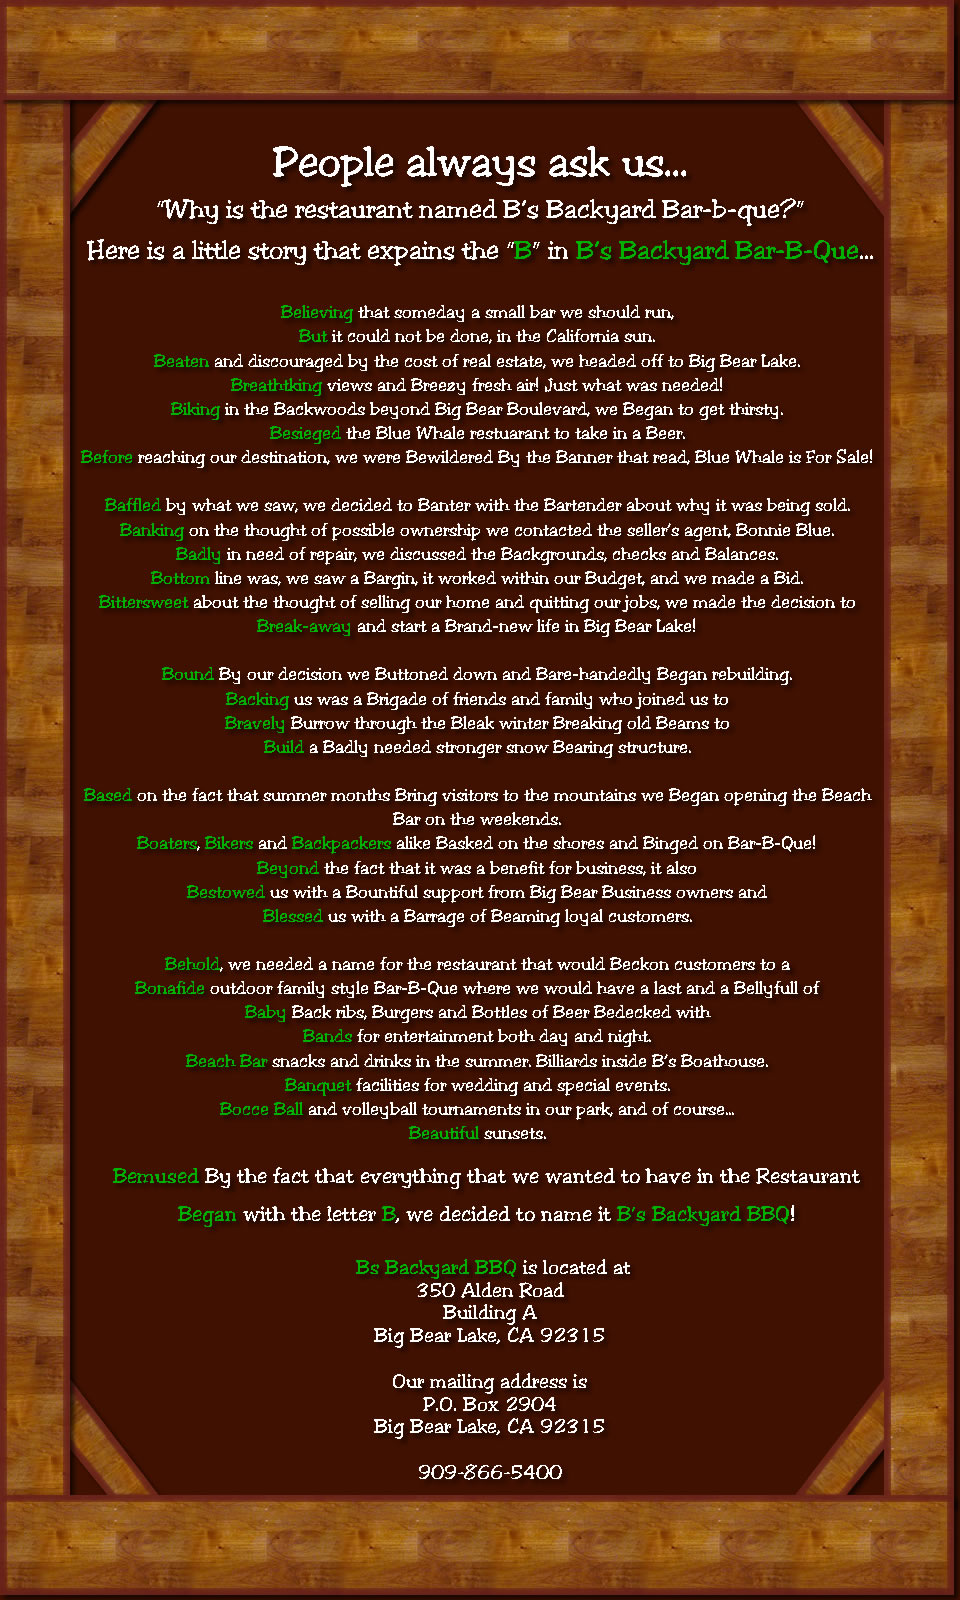 People always ask us...
"Why is the restaurant named B's Backyard Bar-b-que?"
Here is a little story that expains the "B" in B's Backyard Bar-B-Que...
Believing that someday a small bar we should run,
But it could not be done, in the California sun.
Beaten and discouraged by the cost of real estate, we headed off to Big Bear Lake.
Breathtking views and Breezy fresh air! Just what was needed!
Biking in the Backwoods beyond Big Bear Boulevard, we Began to get thirsty.
Besieged the Blue Whale restuarant to take in a Beer.
Before reaching our destination, we were Bewildered By the Banner that read, Blue Whale is For Sale!
Baffled by what we saw, we decided to Banter with the Bartender about why it was being sold.
Banking on the thought of possible ownership we contacted the seller's agent, Bonnie Blue.
Badly in need of repair, we discussed the Backgrounds, checks and Balances.
Bottom line was, we saw a Bargin, it worked within our Budget, and we made a Bid.
Bittersweet about the thought of selling our home and quitting our jobs, we made the decision to
Break-away and start a Brand-new life in Big Bear Lake!
Bound By our decision we Buttoned down and Bare-handedly Began rebuilding.
Backing us was a Brigade of friends and family who joined us to
Bravely Burrow through the Bleak winter Breaking old Beams to
Build a Badly needed stronger snow Bearing structure.
Based on the fact that summer months Bring visitors to the mountains we Began opening the Beach
Bar on the weekends.
Boaters, Bikers and Backpackers alike Basked on the shores and Binged on Bar-B-Que!
Beyond the fact that it was a benefit for business, it also
Bestowed us with a Bountiful support from Big Bear Business owners and
Blessed us with a Barrage of Beaming loyal customers.
Behold, we needed a name for the restaurant that would Beckon customers to a
Bonafide outdoor family style Bar-B-Que where we would have a last and a Bellyfull of
Baby Back ribs, Burgers and Bottles of Beer Bedecked with
Bands for entertainment both day and night.
Beach Bar snacks and drinks in the summer. Billiards inside B's Boathouse.
Banquet facilities for wedding and special events.
Bocce Ball and volleyball tournaments in our park, and of course...
Beautiful sunsets.
Bemused By the fact that everything that we wanted to have in the Restaurant
Began with the letter B, we decided to name it B's Backyard BBQ!
Bs Backyard BBQ is located at
350 Alden Road
Building A
Big Bear Lake, CA 92315
Our mailing address is
P.O. Box 2904
Big Bear Lake, CA 92315
909-866-5400